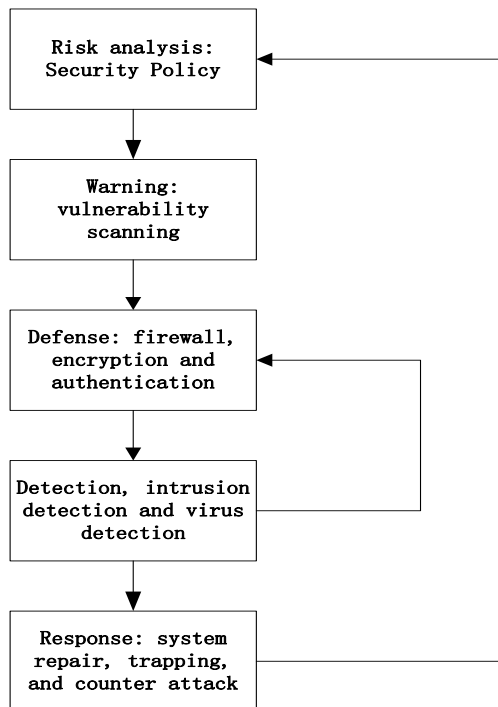 Risk analysis:
Security Policy
Warning:
vulnerability
scanning
Defense: firewall,
encryption and
authentication
Detection, intrusion
detection and virus
detection
Response: system
repair, trapping,
and counter attack